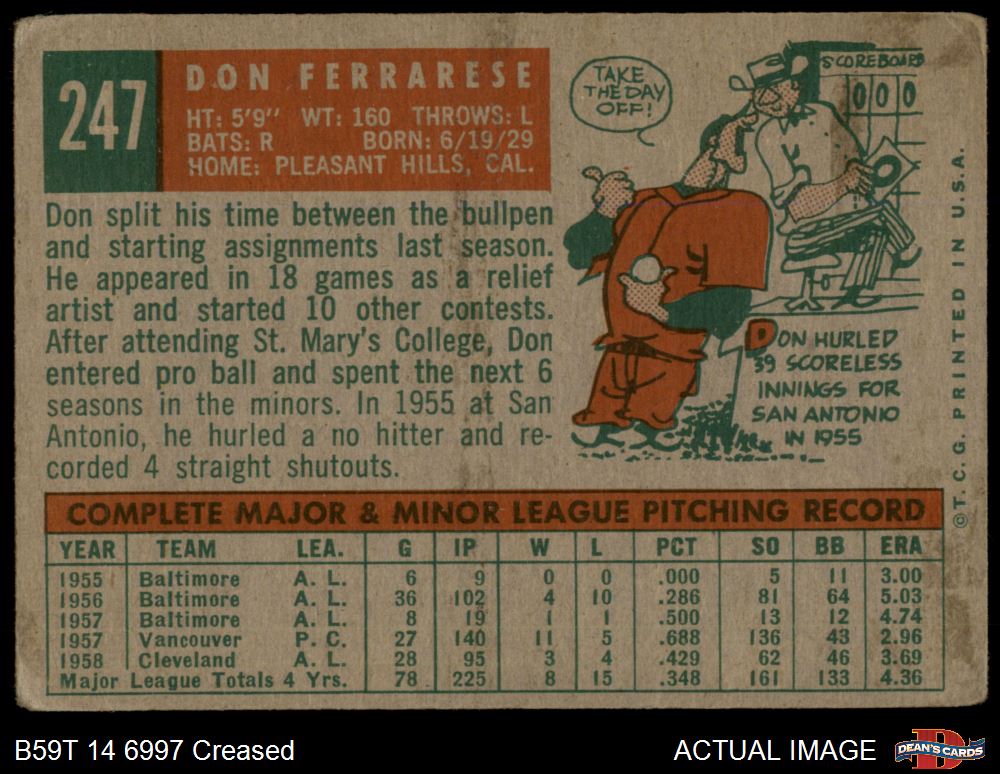 247
DON FERRARESE
HT: 5'9" WT: 160 THROWS: L
BATS: R BORN: 6/19/29
HOME: PLEASANT HILLS, CAL.
Don split his time between the bullpen
and starting assignments last season.
He appeared in 18 games as a relief
artist and started 10 other contests.
After attending St. Mary's College, Don
entered pro ball and spent the next 6
seasons in the minors. In 1955 at San
Antonio, he hurled a no hitter and re-
corded 4 straight shutouts.
TAKE
THE DAY
OFF!
SCOREBOARD
000
DON HURLED
39 SCORELESS
INNINGS FOR
SAN ANTONIO
IN 1955
©T. C. G. PRINTED IN U.S.A.
COMPLETE MAJOR & MINOR LEAGUE PITCHING RECORD
YEAR TEAM LEA. G IP W L PCT SO BB ERA
1955 Baltimore A. L. 6 9 0 0 .000 5 11 3.00
1956 Baltimore A. L. 36 102 4 10 .286 81 64 5.03
1957 Baltimore A. L. 8 19 1 1 .500 13 12 4.74
1957 Vancouver P. C. 27 140 11 5 .688 136 43 2.96
1958 Cleveland A. L. 28 95 3 4 .429 62 46 3.69
Major League Totals 4 Yrs. 78 225 8 15 .348 161 133 4.36
B59T 14 6997 Creased
ACTUAL IMAGE
D
DEAN'S CARDS